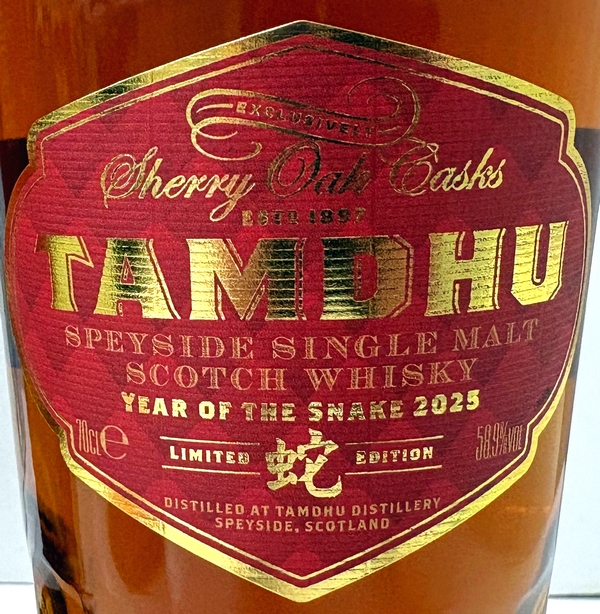 EXCLUSIVELY
Sherry Oak Casks
ESTD 1897
TAMDHU
SPEYSIDE SINGLE MALT
SCOTCH WHISKY
YEAR OF THE SNAKE 2025
70cl e
LIMITED 蛇 EDITION
58.9%vol
DISTILLED AT TAMDHU DISTILLERY
SPEYSIDE, SCOTLAND